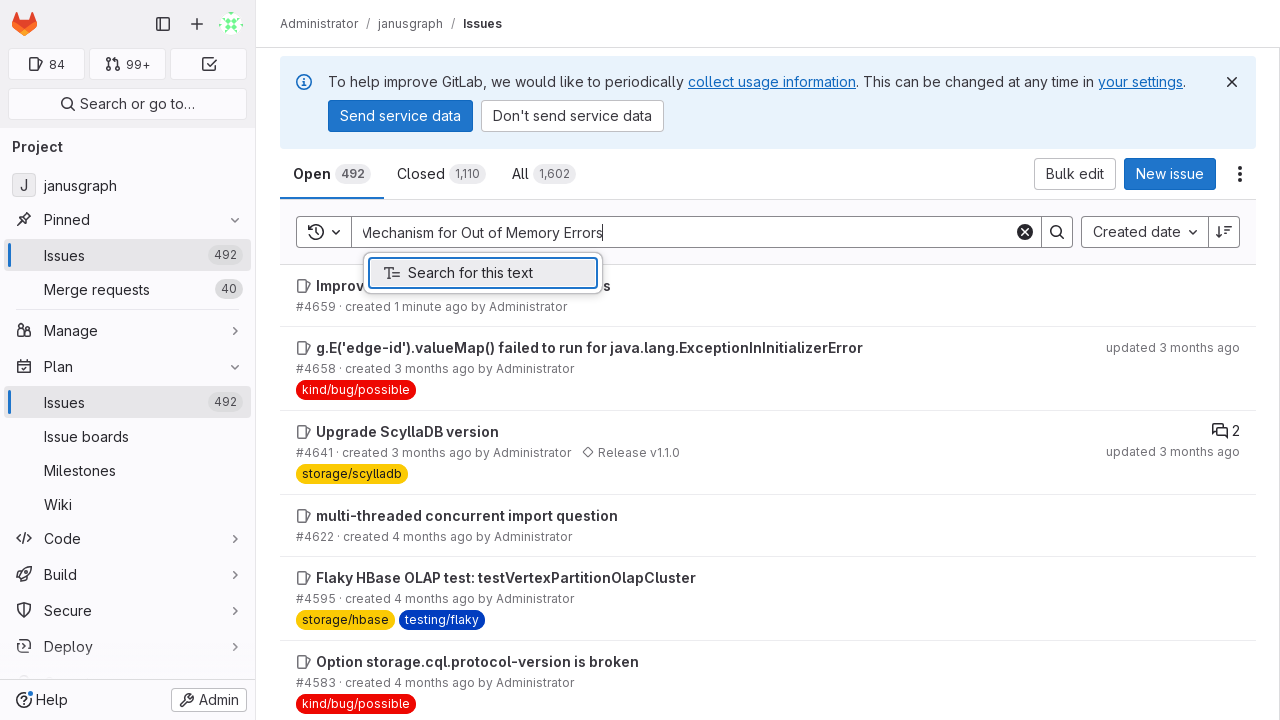 Administrator / janusgraph / Issues
84
99+
Search or go to…
Project
J janusgraph
Pinned
Issues 492
Merge requests 40
Manage
Plan
Issues 492
Issue boards
Milestones
Wiki
Code
Build
Secure
Deploy
Help
Admin
To help improve GitLab, we would like to periodically collect usage information. This can be changed at any time in your settings.
Send service data
Don't send service data
Open 492
Closed 1,110
All 1,602
Bulk edit
New issue
Mechanism for Out of Memory Errors
Created date
Search for this text
#4659 · created 1 minute ago by Administrator
g.E('edge-id').valueMap() failed to run for java.lang.ExceptionInInitializerError
updated 3 months ago
#4658 · created 3 months ago by Administrator
kind/bug/possible
Upgrade ScyllaDB version
2
#4641 · created 3 months ago by Administrator
Release v1.1.0
updated 3 months ago
storage/scylladb
multi-threaded concurrent import question
#4622 · created 4 months ago by Administrator
Flaky HBase OLAP test: testVertexPartitionOlapCluster
#4595 · created 4 months ago by Administrator
storage/hbase
testing/flaky
Option storage.cql.protocol-version is broken
#4583 · created 4 months ago by Administrator
kind/bug/possible